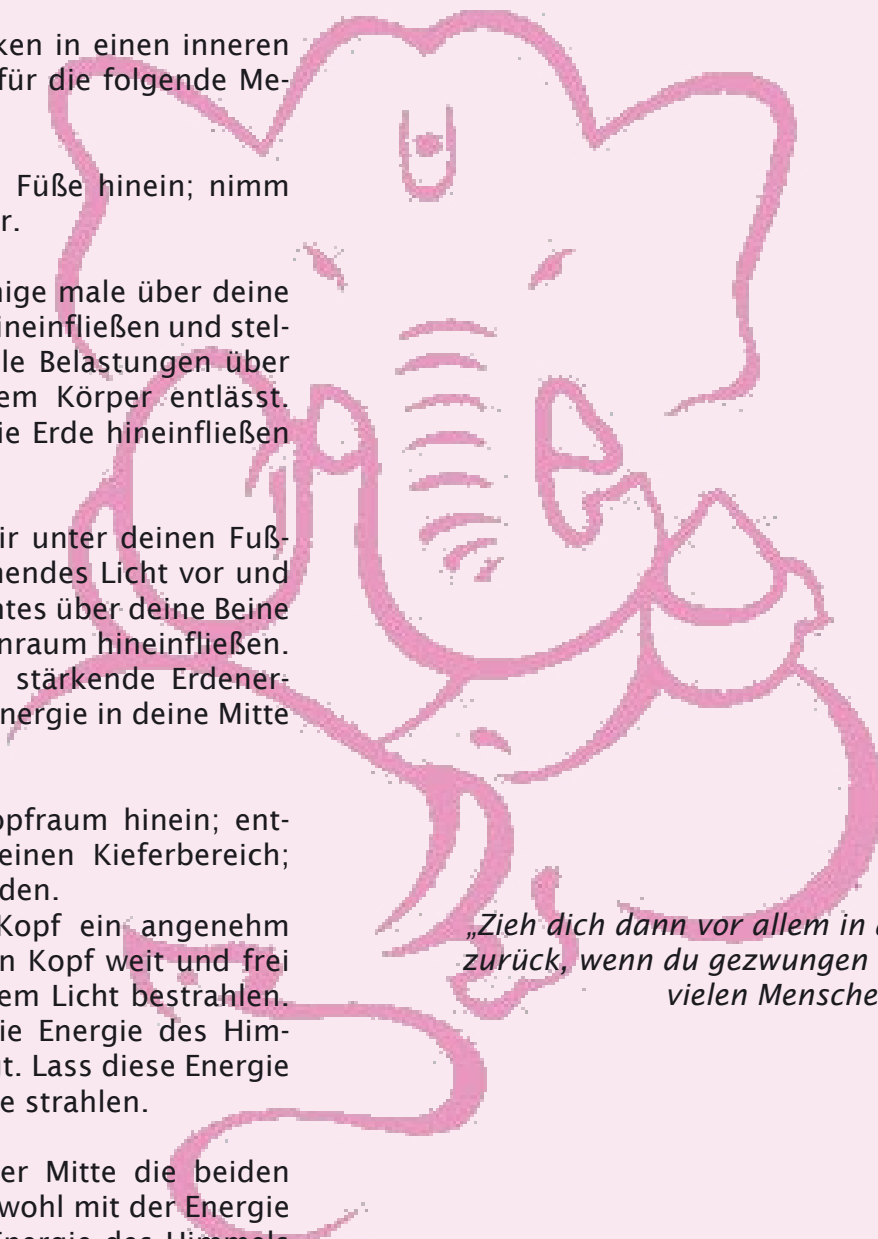 ken in einen inneren
für die folgende Me-
Füße hinein; nimm
r.
nige male über deine
ineinfließen und stel-
le Belastungen über
em Körper entlässt.
ie Erde hineinfließen
ir unter deinen Fuß-
hendes Licht vor und
htes über deine Beine
nraum hineinfließen.
stärkende Erdener-
nergie in deine Mitte
opfraum hinein; ent-
einen Kieferbereich;
den.
Kopf ein angenehm
n Kopf weit und frei
em Licht bestrahlen.
ie Energie des Him-
t. Lass diese Energie
e strahlen.
er Mitte die beiden
wohl mit der Energie
Energie des Himmels
„Zieh dich dann vor allem in d
zurück, wenn du gezwungen
vielen Mensche